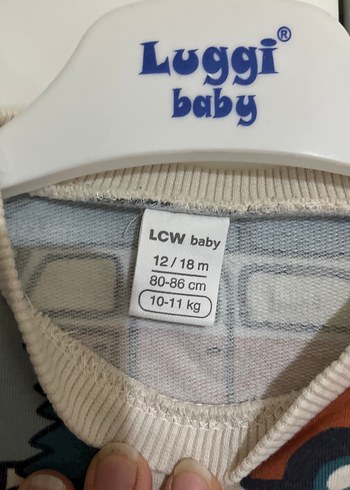 Luggi®
baby
LCW baby
12 / 18 m
80-86 cm
10-11 kg